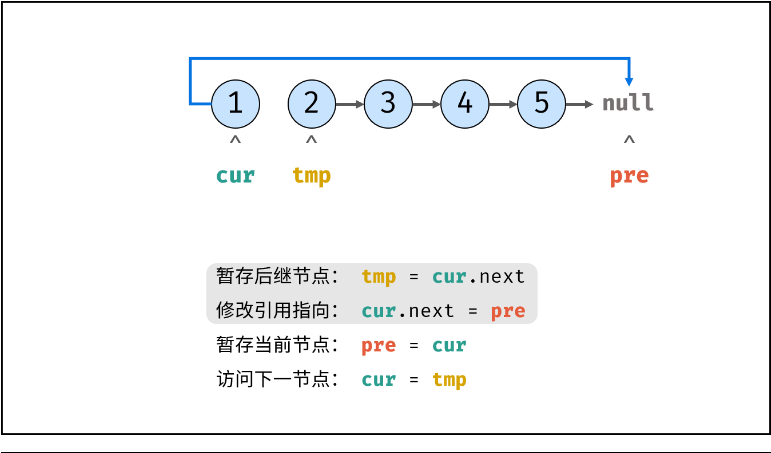 1 2 3 4 5 null
^ ^ ^
cur tmp pre
暂存后继节点： tmp = cur.next
修改引用指向： cur.next = pre
暂存当前节点： pre = cur
访问下一节点： cur = tmp